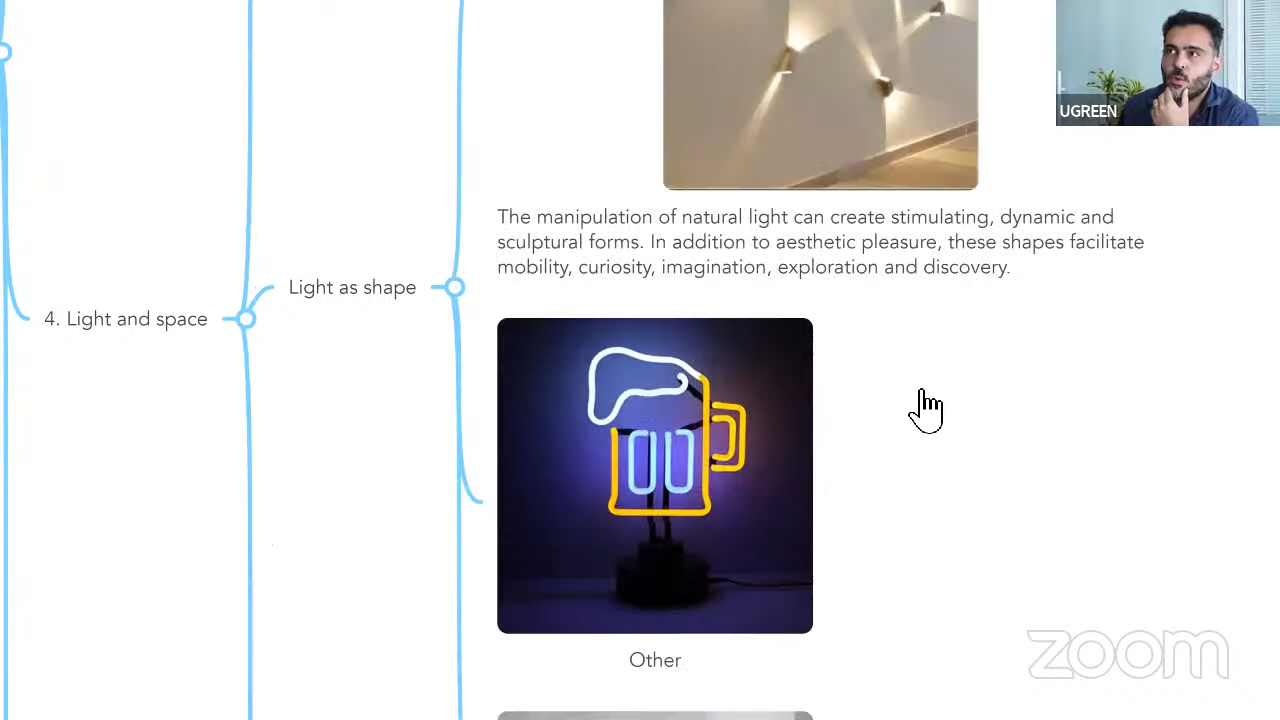 UGREEN
The manipulation of natural light can create stimulating, dynamic and
sculptural forms. In addition to aesthetic pleasure, these shapes facilitate
mobility, curiosity, imagination, exploration and discovery.
Light as shape
4. Light and space
Other
zoom